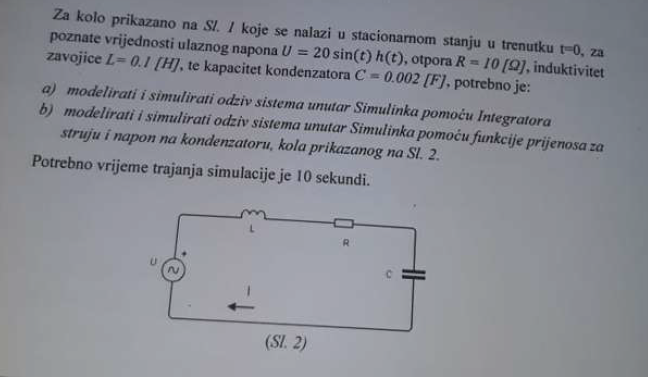 Za kolo prikazano na Sl. 1 koje se nalazi u stacionarnom stanju u trenutku t=0, za
poznate vrijednosti ulaznog napona U = 20 sin(t) h(t), otpora R = 10 [Ω], induktivitet
zavojice L= 0.1 [H], te kapacitet kondenzatora C = 0.002 [F], potrebno je:
a) modelirati i simulirati odziv sistema unutar Simulinka pomoću Integratora
b) modelirati i simulirati odziv sistema unutar Simulinka pomoću funkcije prijenosa za
struju i napon na kondenzatoru, kola prikazanog na Sl. 2.
Potrebno vrijeme trajanja simulacije je 10 sekundi.
L
R
U
+
C
I
(Sl. 2)